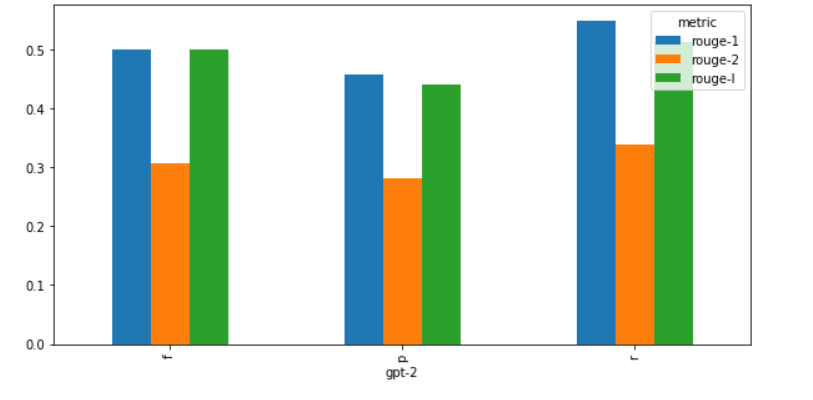 metric
rouge-1
rouge-2
rouge-l
0.5
0.4
0.3
0.2
0.1
0.0
f
p
r
gpt-2